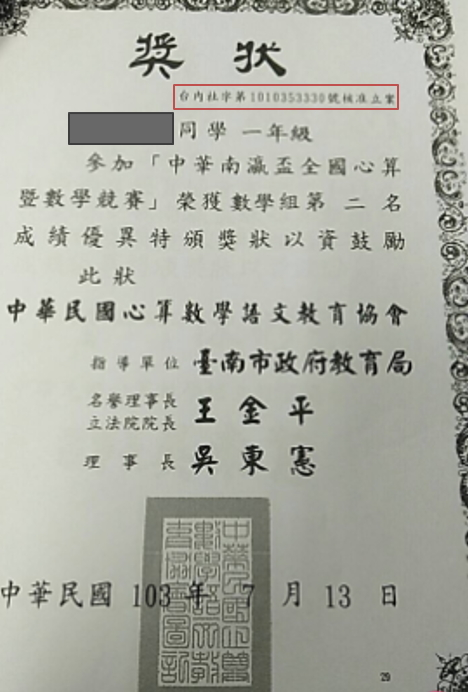 獎狀
台內社字第1010353330號核准立案
同學 一年級
參加「中華南瀛盃全國心算
暨數學競賽」榮獲數學組第二名
成績優異特頒獎狀以資鼓勵
此狀
中華民國心算數學語文教育協會
指導單位 臺南市政府教育局
名譽理事長
立法院院長 王金平
理事長 吳東憲
中華民國 103 年 7 月 13 日
29